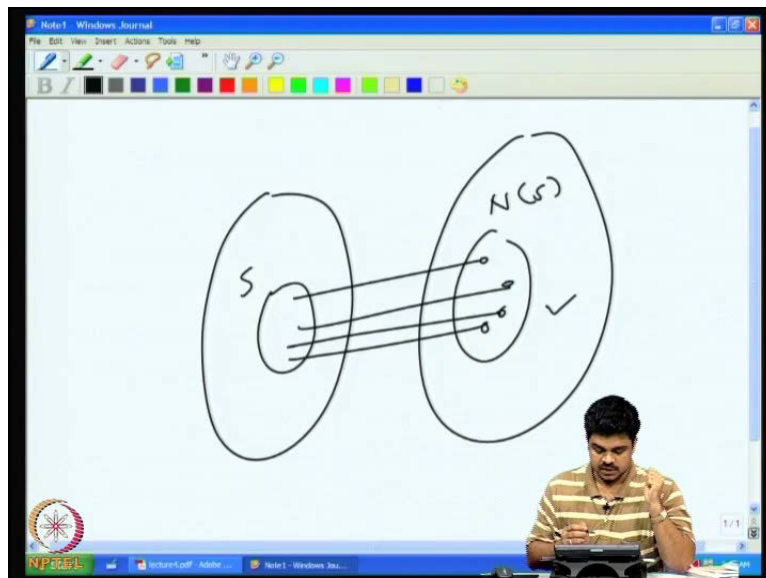 Note1 - Windows Journal
File Edit View Insert Actions Tools Help
B I
N(S)
S
1/1
NPTEL
lecture4.pdf - Adobe ...
Note1 - Windows Jou...
AM